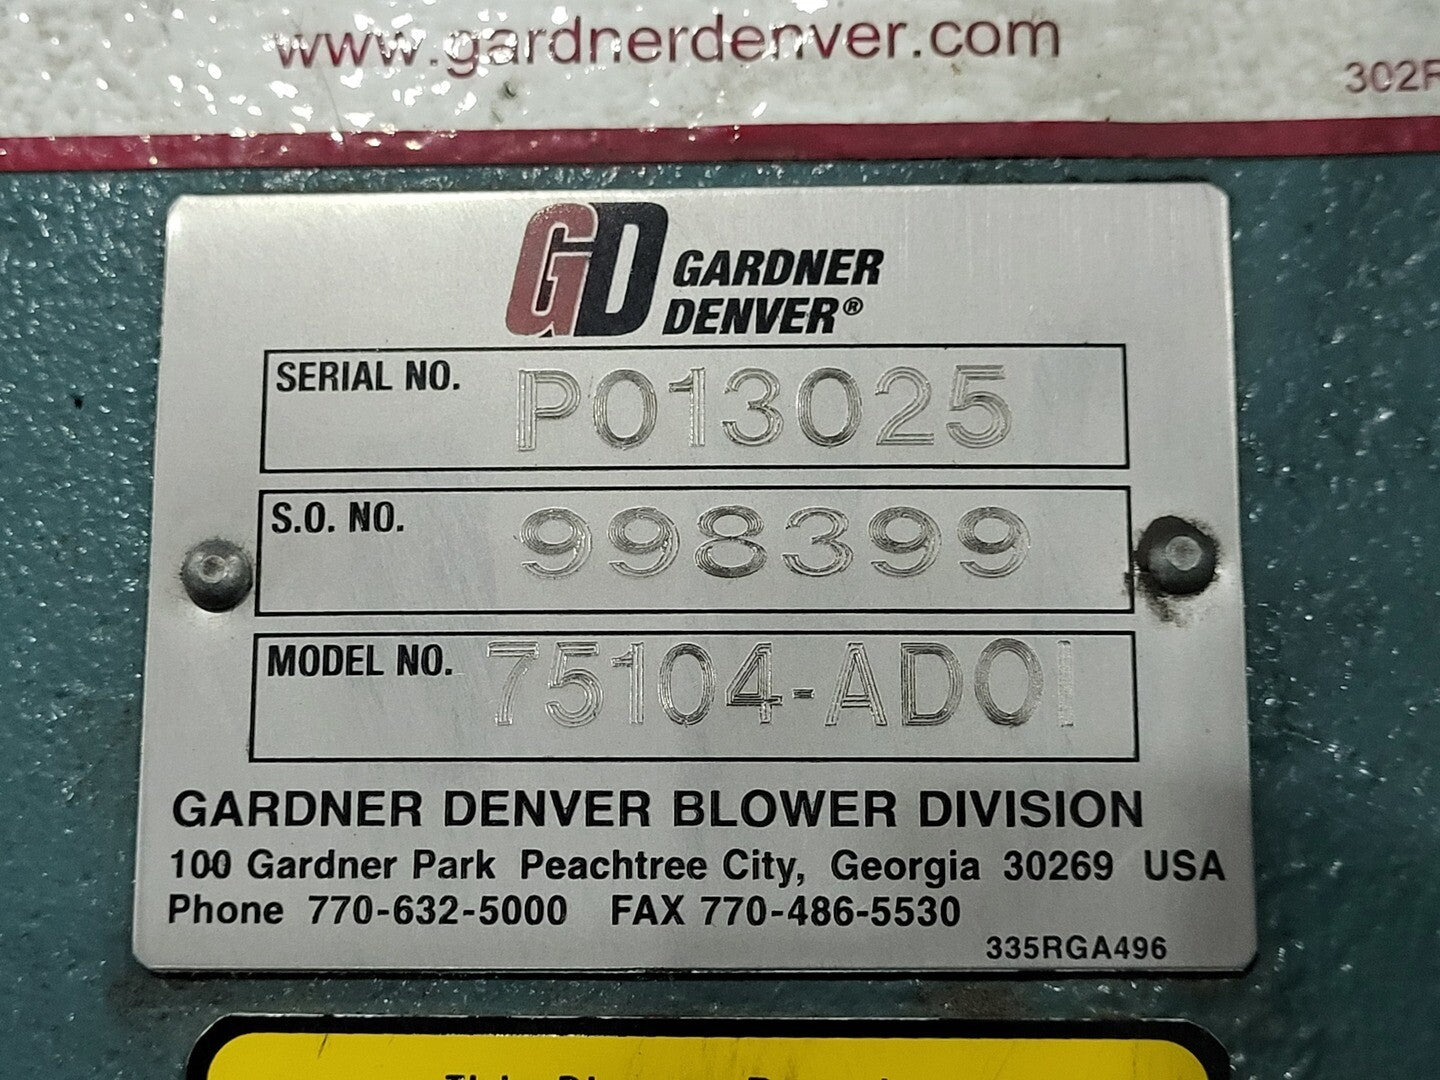 www.gardnerdenver.com
302R
GD GARDNER
DENVER®
SERIAL NO. P013025
S.O. NO. 998399
MODEL NO. 75104-AD01
GARDNER DENVER BLOWER DIVISION
100 Gardner Park Peachtree City, Georgia 30269 USA
Phone 770-632-5000 FAX 770-486-5530
335RGA496